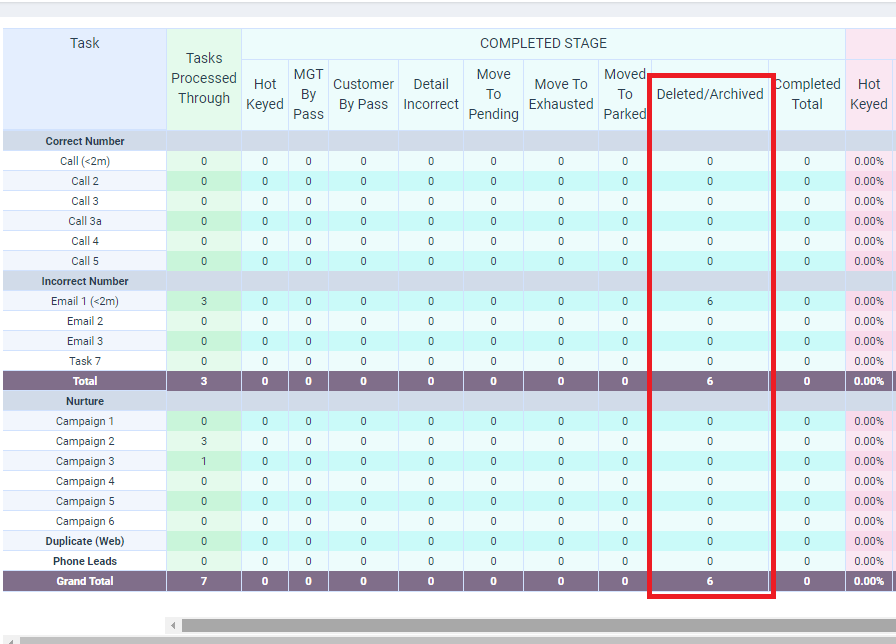 Task Tasks Processed Through COMPLETED STAGE
Hot Keyed MGT By Pass Customer By Pass Detail Incorrect Move To Pending Move To Exhausted Moved To Parked Deleted/Archived Completed Total Hot Keyed
Correct Number
Call (<2m) 0 0 0 0 0 0 0 0 0 0 0.00%
Call 2 0 0 0 0 0 0 0 0 0 0 0.00%
Call 3 0 0 0 0 0 0 0 0 0 0 0.00%
Call 3a 0 0 0 0 0 0 0 0 0 0 0.00%
Call 4 0 0 0 0 0 0 0 0 0 0 0.00%
Call 5 0 0 0 0 0 0 0 0 0 0 0.00%
Incorrect Number
Email 1 (<2m) 3 0 0 0 0 0 0 0 6 0 0.00%
Email 2 0 0 0 0 0 0 0 0 0 0 0.00%
Email 3 0 0 0 0 0 0 0 0 0 0 0.00%
Task 7 0 0 0 0 0 0 0 0 0 0 0.00%
Total 3 0 0 0 0 0 0 0 6 0 0.00%
Nurture
Campaign 1 0 0 0 0 0 0 0 0 0 0 0.00%
Campaign 2 3 0 0 0 0 0 0 0 0 0 0.00%
Campaign 3 1 0 0 0 0 0 0 0 0 0 0.00%
Campaign 4 0 0 0 0 0 0 0 0 0 0 0.00%
Campaign 5 0 0 0 0 0 0 0 0 0 0 0.00%
Campaign 6 0 0 0 0 0 0 0 0 0 0 0.00%
Duplicate (Web) 0 0 0 0 0 0 0 0 0 0 0.00%
Phone Leads 0 0 0 0 0 0 0 0 0 0 0.00%
Grand Total 7 0 0 0 0 0 0 0 6 0 0.00%